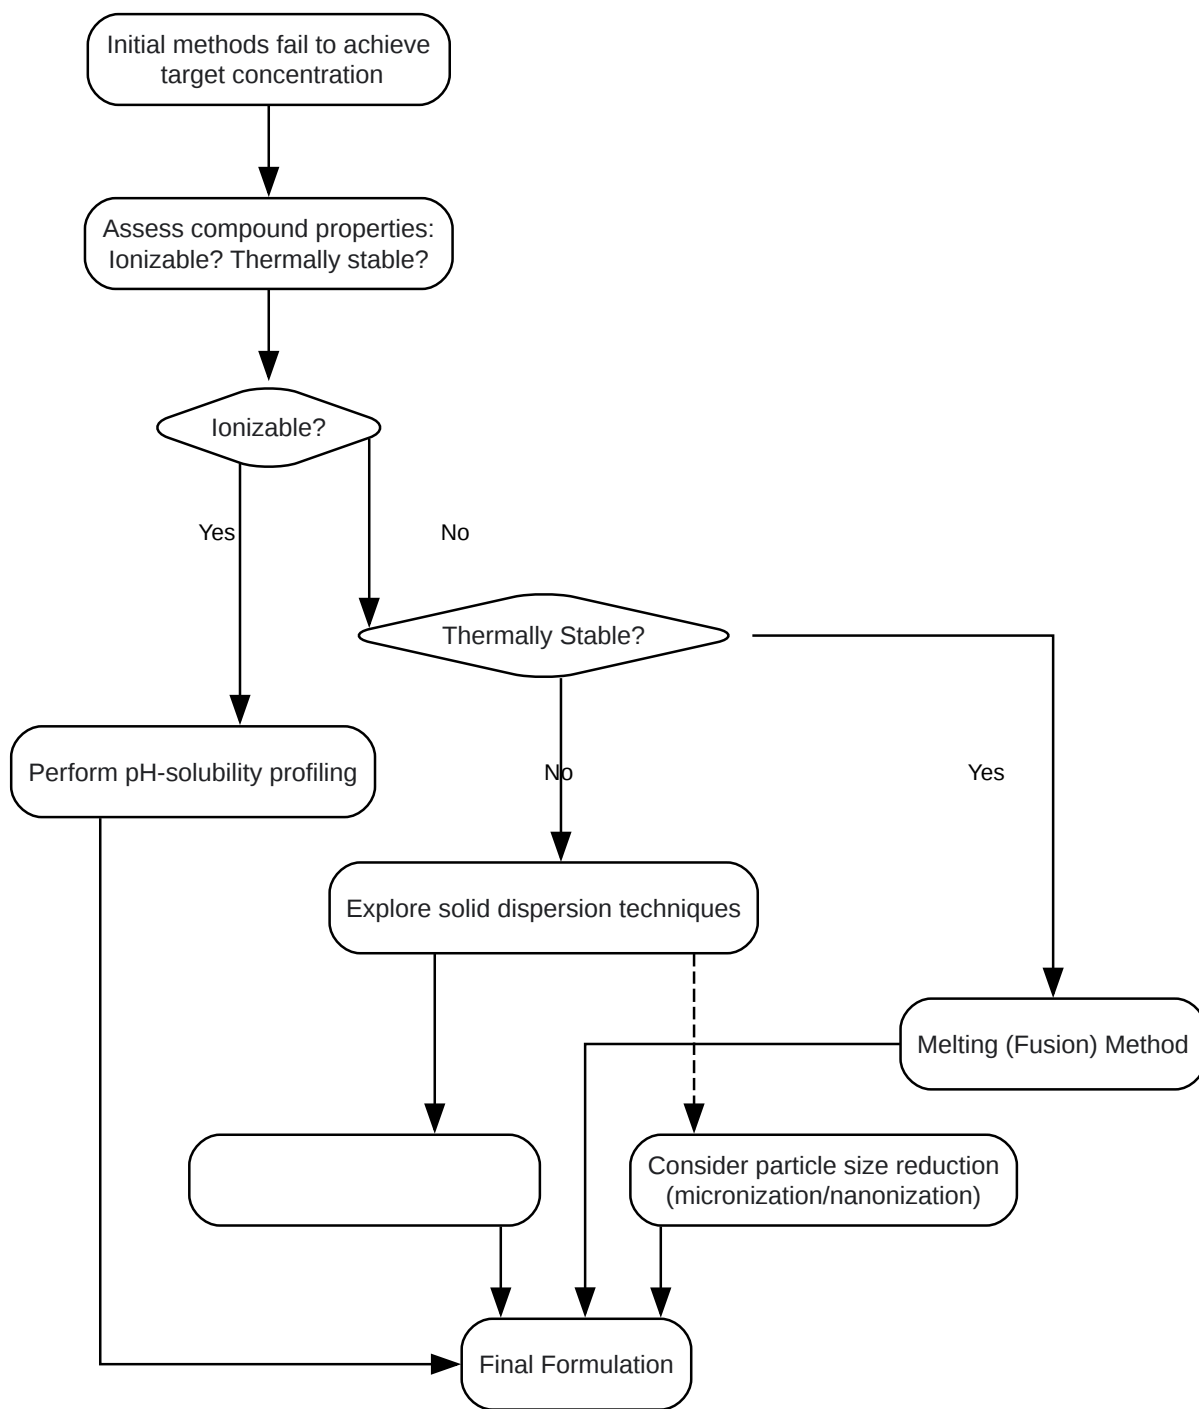 Initial methods fail to achieve
target concentration
Assess compound properties:
Ionizable? Thermally stable?
Ionizable?
Yes
No
Thermally Stable?
Perform pH-solubility profiling
No
Yes
Explore solid dispersion techniques
Melting (Fusion) Method
Consider particle size reduction
(micronization/nanonization)
Final Formulation